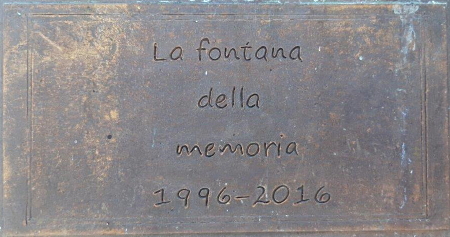 La fontana
della
memoria
1996-2016